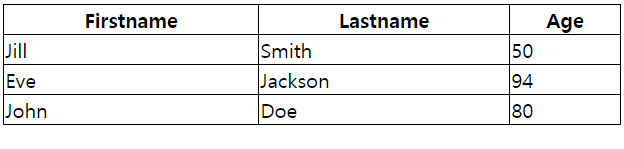 Firstname Lastname Age
Jill Smith 50
Eve Jackson 94
John Doe 80